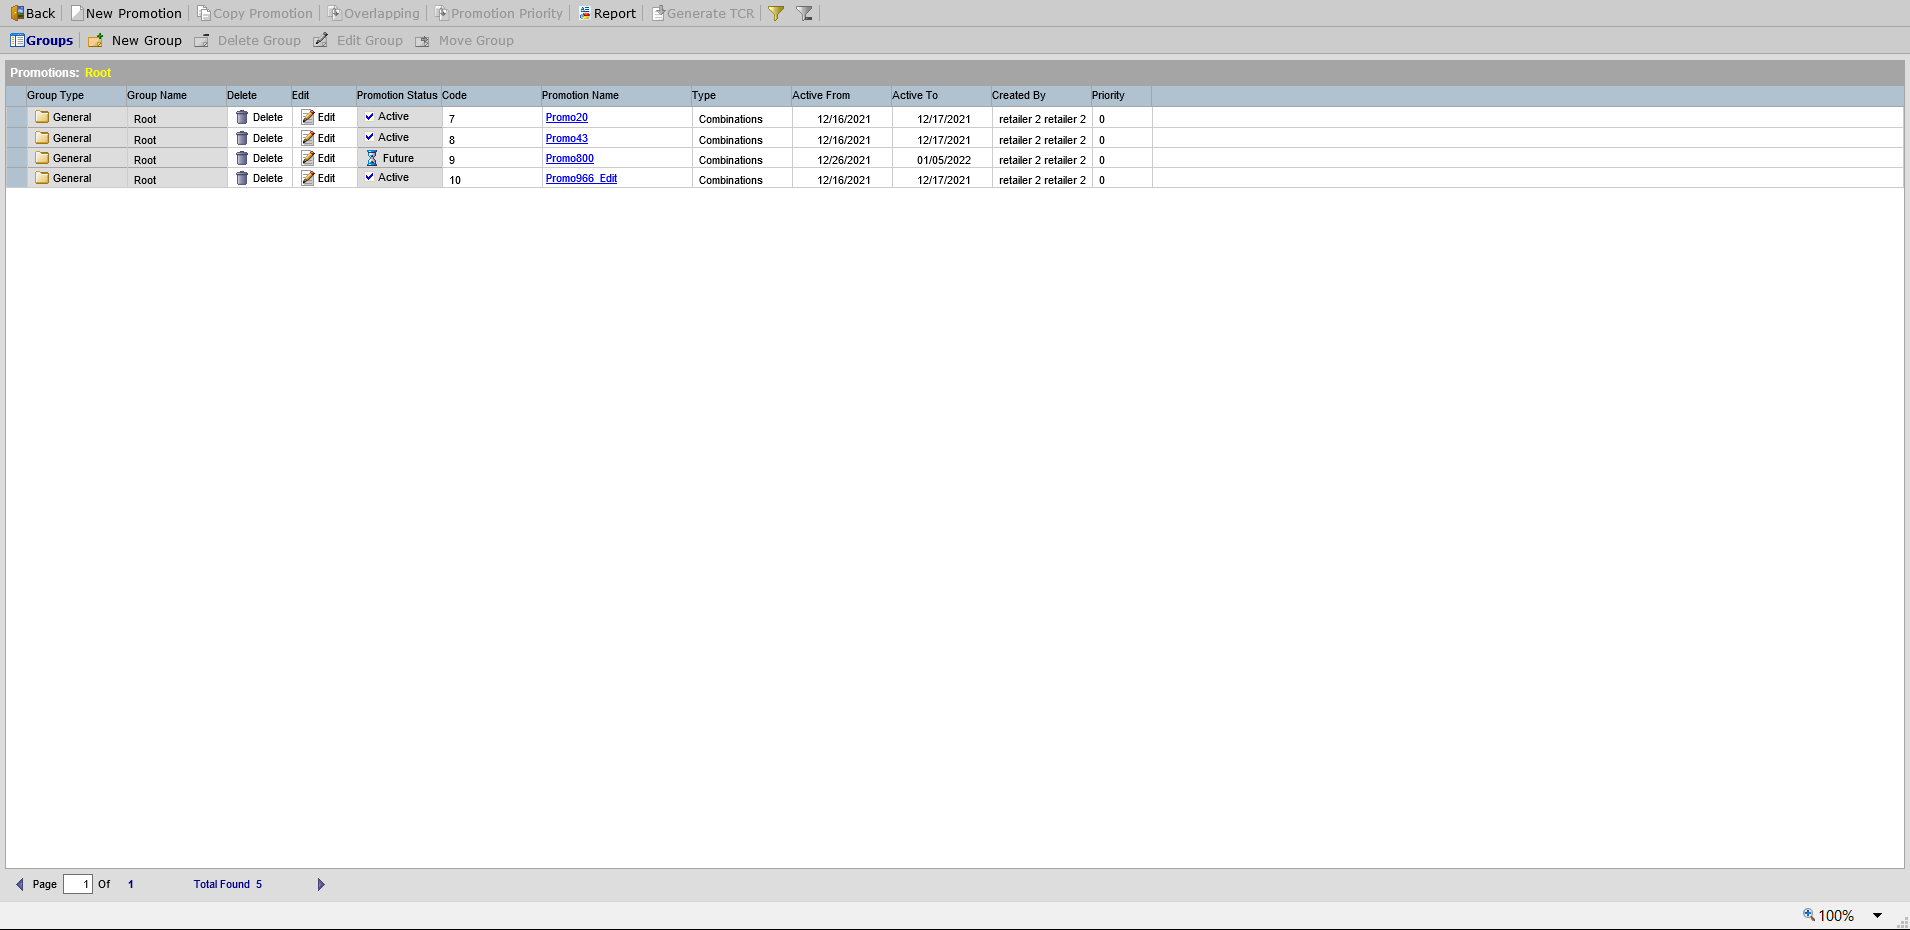 Back New Promotion Copy Promotion Overlapping Promotion Priority Report Generate TCR
Groups New Group Delete Group Edit Group Move Group
Promotions: Root
Group Type Group Name Delete Edit Promotion Status Code Promotion Name Type Active From Active To Created By Priority
General Root Delete Edit Active 7 Promo20 Combinations 12/16/2021 12/17/2021 retailer 2 retailer 2 0
General Root Delete Edit Active 8 Promo43 Combinations 12/16/2021 12/17/2021 retailer 2 retailer 2 0
General Root Delete Edit Future 9 Promo800 Combinations 12/26/2021 01/05/2022 retailer 2 retailer 2 0
General Root Delete Edit Active 10 Promo966_Edit Combinations 12/16/2021 12/17/2021 retailer 2 retailer 2 0
Page 1 Of 1 Total Found 5
100%